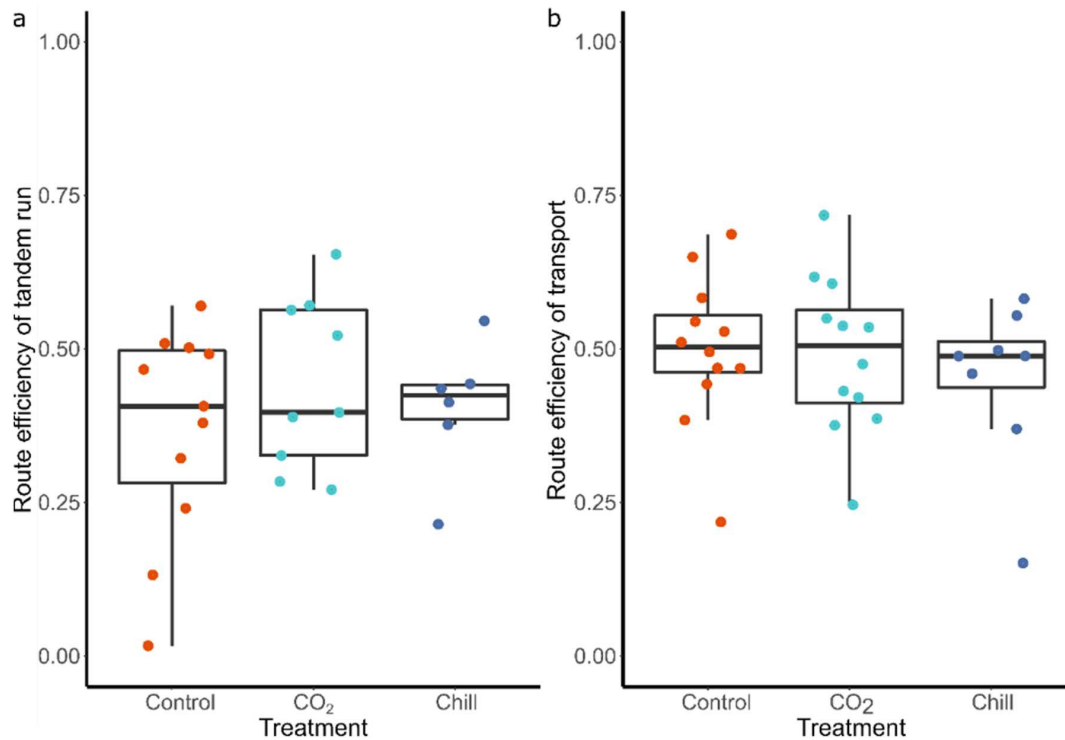 a
Route efficiency of tandem run
1.00
0.75
0.50
0.25
0.00
Control CO₂ Chill
Treatment
b
Route efficiency of transport
1.00
0.75
0.50
0.25
0.00
Control CO₂ Chill
Treatment